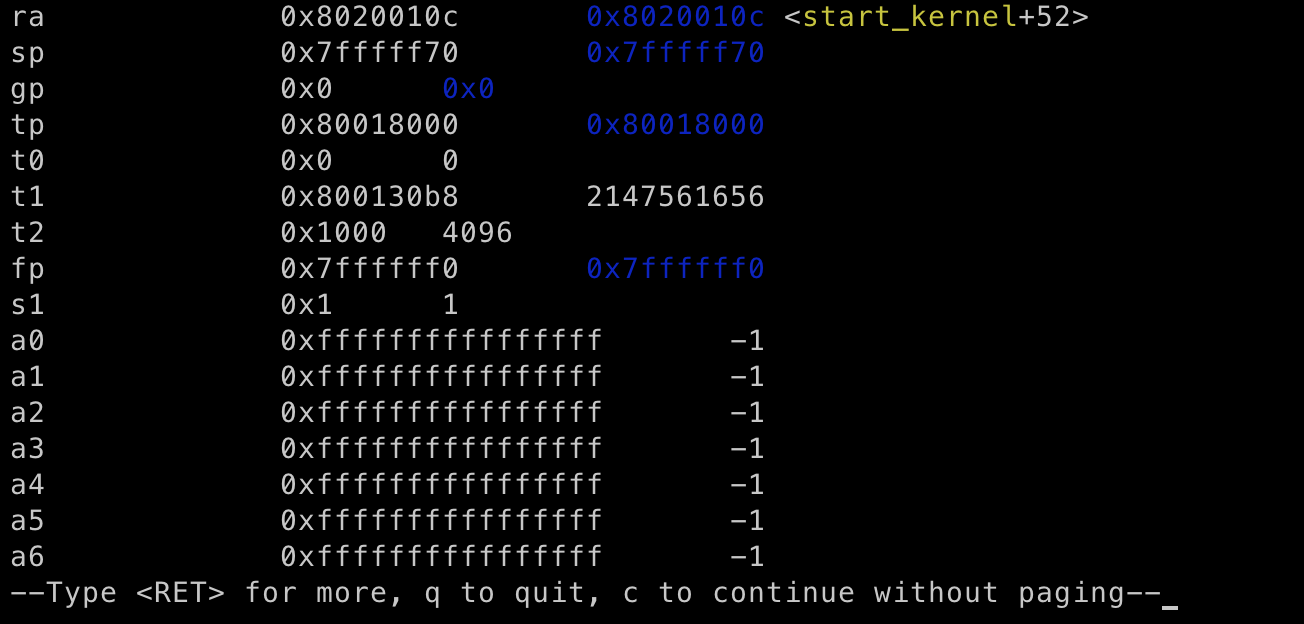 ra 0x8020010c 0x8020010c <start_kernel+52>
sp 0x7fffff70 0x7fffff70
gp 0x0 0x0
tp 0x80018000 0x80018000
t0 0x0 0
t1 0x800130b8 2147561656
t2 0x1000 4096
fp 0x7ffffff0 0x7ffffff0
s1 0x1 1
a0 0xffffffffffffffff -1
a1 0xffffffffffffffff -1
a2 0xffffffffffffffff -1
a3 0xffffffffffffffff -1
a4 0xffffffffffffffff -1
a5 0xffffffffffffffff -1
a6 0xffffffffffffffff -1
--Type <RET> for more, q to quit, c to continue without paging--_